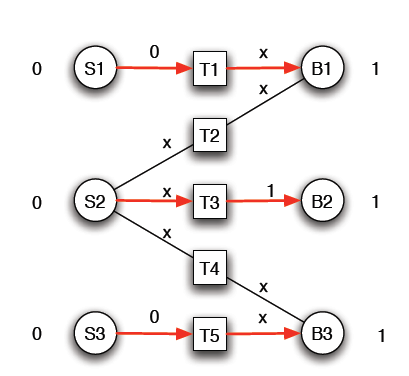 0 x
0 S1 T1 B1 1
x
T2
x
x 1
0 S2 T3 B2 1
x
T4
x
0 x
0 S3 T5 B3 1